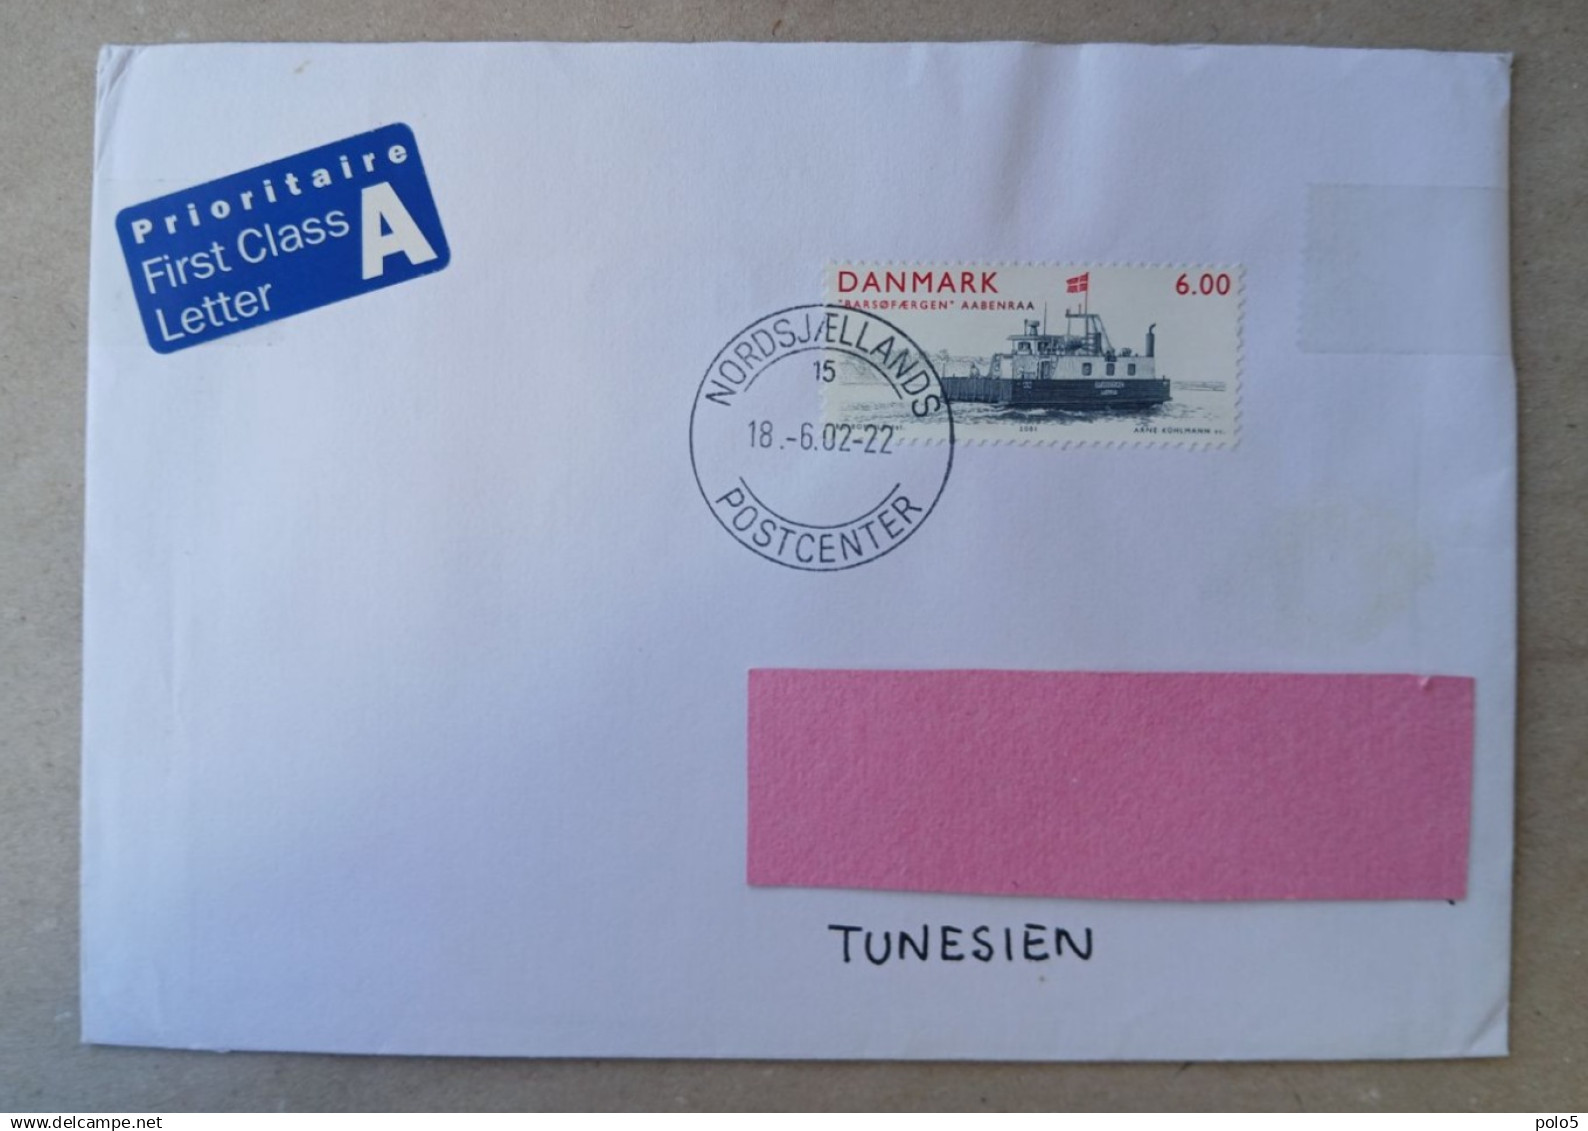 Prioritaire
First Class
Letter
A
DANMARK 6.00
"BARSØFÆRGEN" AABENRAA
2001 ARNE KÜHLMANN sc.
NORDSJÆLLANDS
15
18.-6.02-22
POSTCENTER
TUNESIEN
www.delcampe.net
polo5